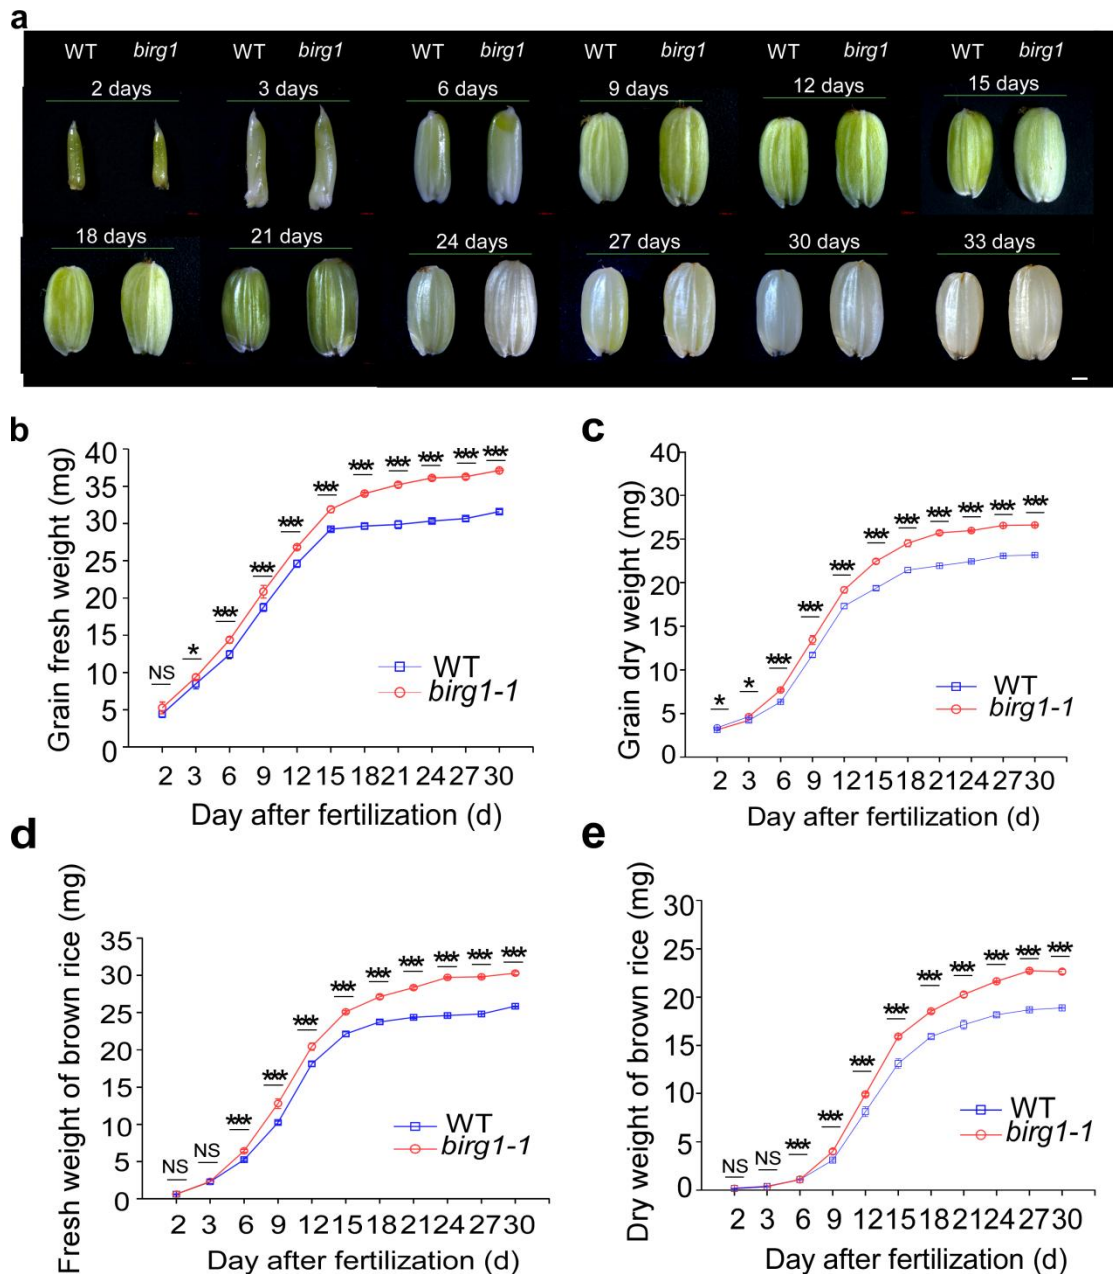 a
WT birg1 WT birg1 WT birg1 WT birg1 WT birg1 WT birg1
2 days 3 days 6 days 9 days 12 days 15 days
18 days 21 days 24 days 27 days 30 days 33 days
b
Grain fresh weight (mg)
40
35
30
25
20
15
10
5
0
NS * *** *** *** *** *** *** *** *** ***
WT
birg1-1
2 3 6 9 12 15 18 21 24 27 30
Day after fertilization (d)
c
Grain dry weight (mg)
40
30
25
20
15
10
5
0
* * *** *** *** *** *** *** *** *** ***
WT
birg1-1
2 3 6 9 12 15 18 21 24 27 30
Day after fertilization (d)
d
Fresh weight of brown rice (mg)
35
30
25
20
15
10
5
0
NS NS *** *** *** *** *** *** *** *** ***
WT
birg1-1
2 3 6 9 12 15 18 21 24 27 30
Day after fertilization (d)
e
Dry weight of brown rice (mg)
30
25
20
15
10
5
0
NS NS *** *** *** *** *** *** *** *** ***
WT
birg1-1
2 3 6 9 12 15 18 21 24 27 30
Day after fertilization (d)